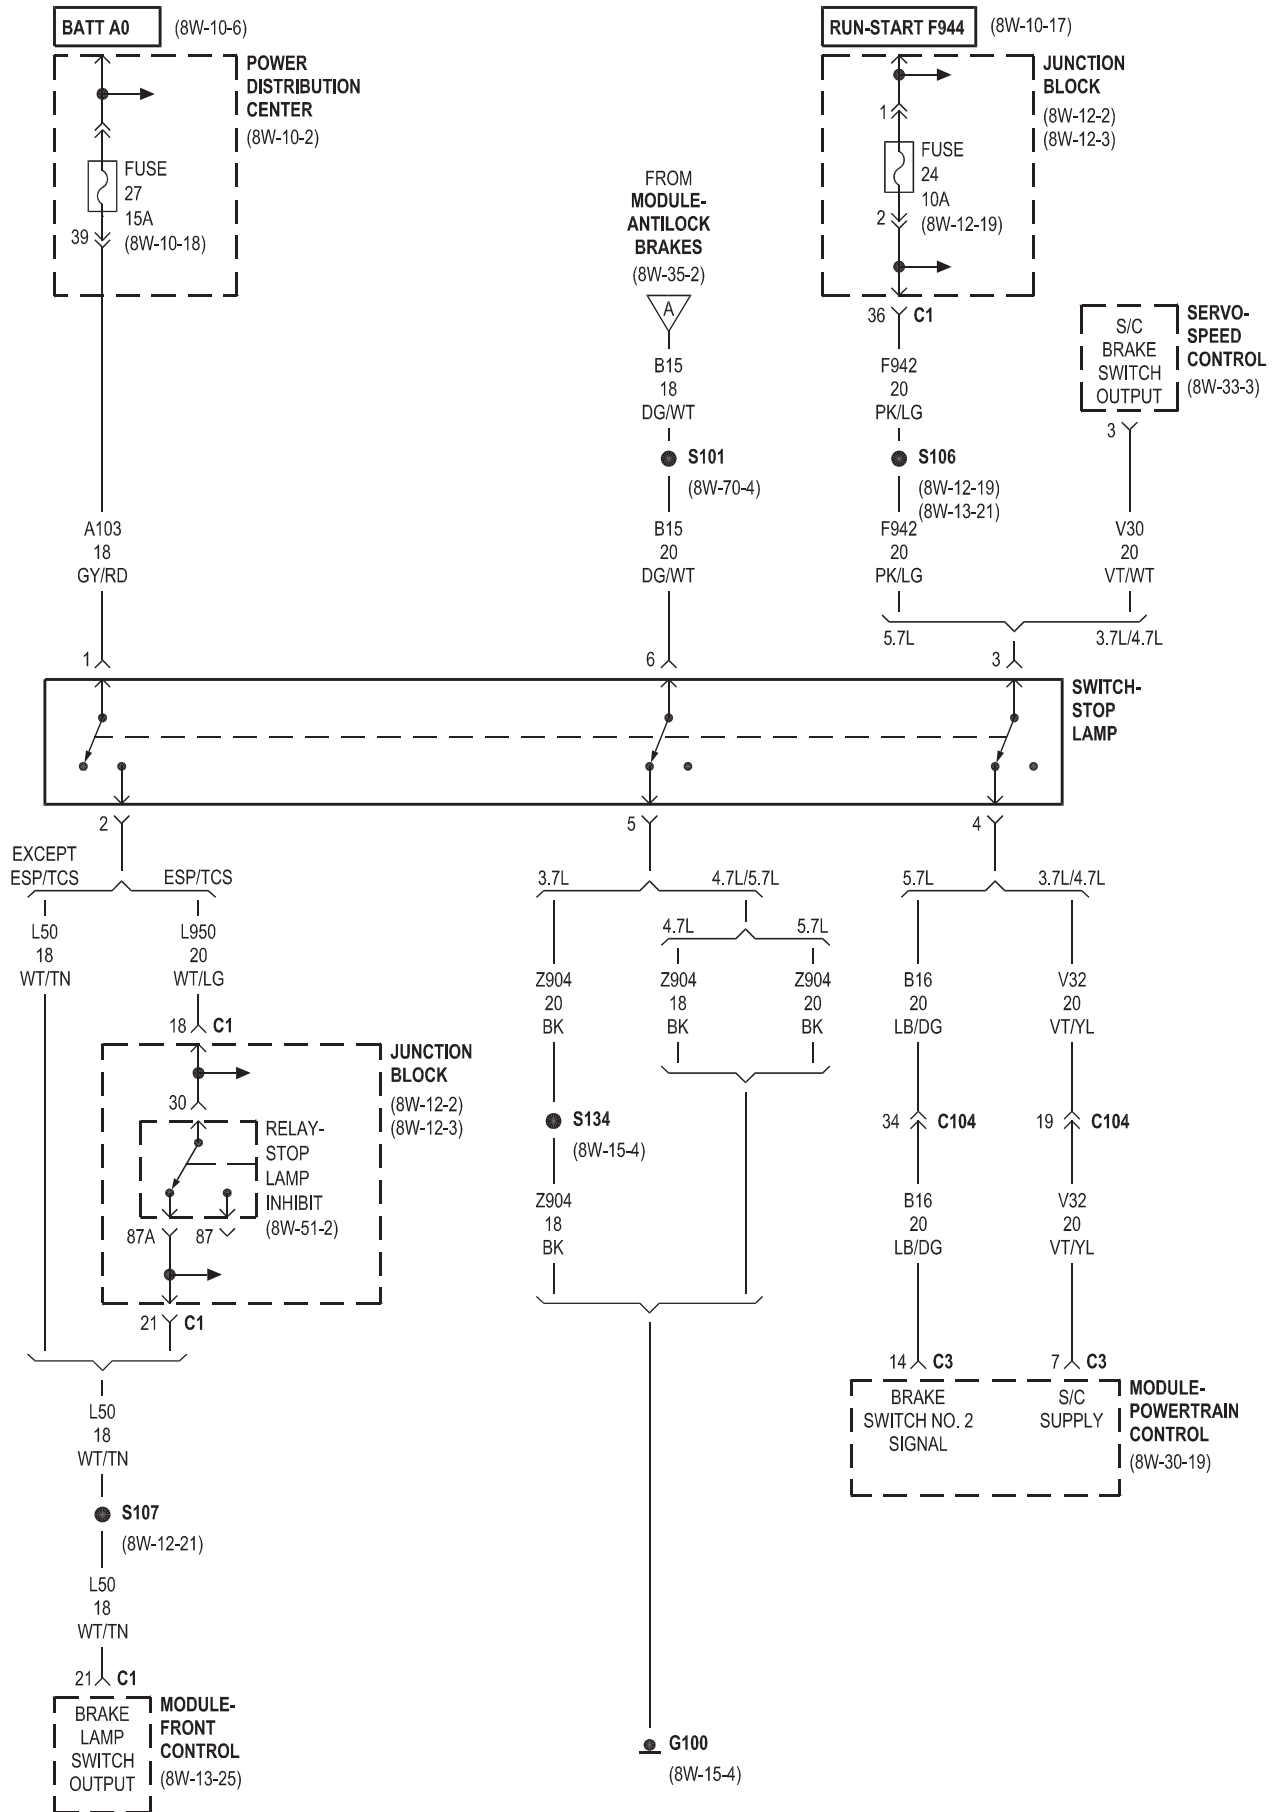 BATT A0
(8W-10-6)
RUN-START F944
(8W-10-17)
POWER
DISTRIBUTION
CENTER
(8W-10-2)
FUSE
27
15A
(8W-10-18)
39
FROM
MODULE-
ANTILOCK
BRAKES
(8W-35-2)
A
JUNCTION
BLOCK
(8W-12-2)
(8W-12-3)
1
FUSE
24
10A
(8W-12-19)
2
36
C1
S/C
BRAKE
SWITCH
OUTPUT
SERVO-
SPEED
CONTROL
(8W-33-3)
3
A103
18
GY/RD
B15
18
DG/WT
S101
(8W-70-4)
B15
20
DG/WT
F942
20
PK/LG
S106
(8W-12-19)
(8W-13-21)
F942
20
PK/LG
V30
20
VT/WT
5.7L
3.7L/4.7L
1
6
3
SWITCH-
STOP
LAMP
2
5
4
EXCEPT
ESP/TCS
ESP/TCS
L50
18
WT/TN
L950
20
WT/LG
18
C1
JUNCTION
BLOCK
(8W-12-2)
(8W-12-3)
30
RELAY-
STOP
LAMP
INHIBIT
(8W-51-2)
87A
87
21
C1
L50
18
WT/TN
S107
(8W-12-21)
L50
18
WT/TN
21
C1
BRAKE
LAMP
SWITCH
OUTPUT
MODULE-
FRONT
CONTROL
(8W-13-25)
3.7L
4.7L/5.7L
4.7L
5.7L
Z904
20
BK
Z904
18
BK
Z904
20
BK
S134
(8W-15-4)
Z904
18
BK
G100
(8W-15-4)
5.7L
3.7L/4.7L
B16
20
LB/DG
V32
20
VT/YL
34
C104
19
C104
B16
20
LB/DG
V32
20
VT/YL
14
C3
7
C3
BRAKE
SWITCH NO. 2
SIGNAL
S/C
SUPPLY
MODULE-
POWERTRAIN
CONTROL
(8W-30-19)